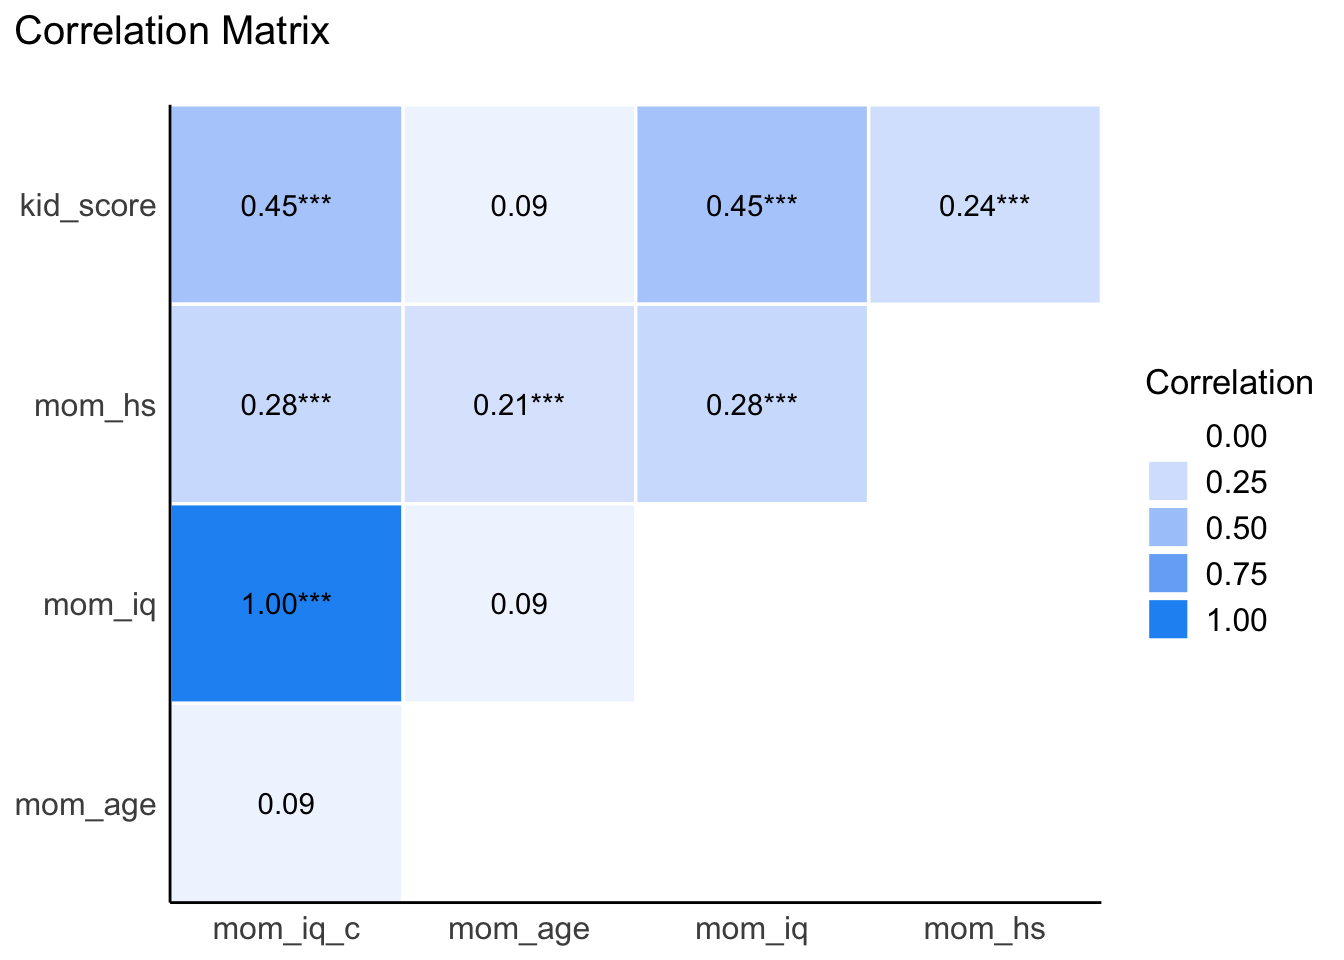 Correlation Matrix
kid_score 0.45*** 0.09 0.45*** 0.24***
mom_hs 0.28*** 0.21*** 0.28***
mom_iq 1.00*** 0.09
mom_age 0.09
mom_iq_c mom_age mom_iq mom_hs
Correlation
0.00
0.25
0.50
0.75
1.00